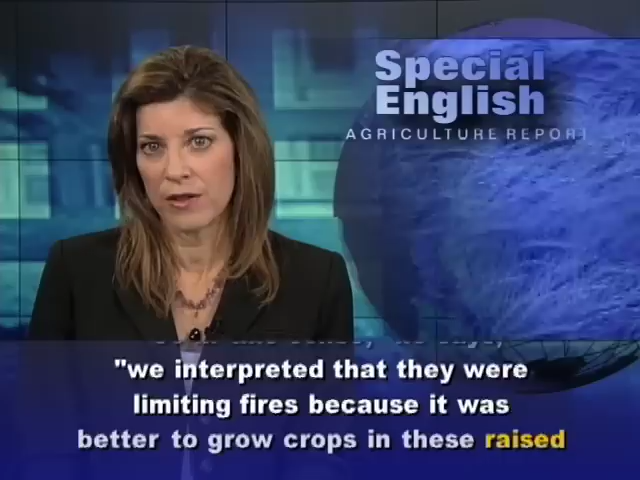 Special
English
AGRICULTURE REPORT
says,
"we interpreted that they were
limiting fires because it was
better to grow crops in these raised